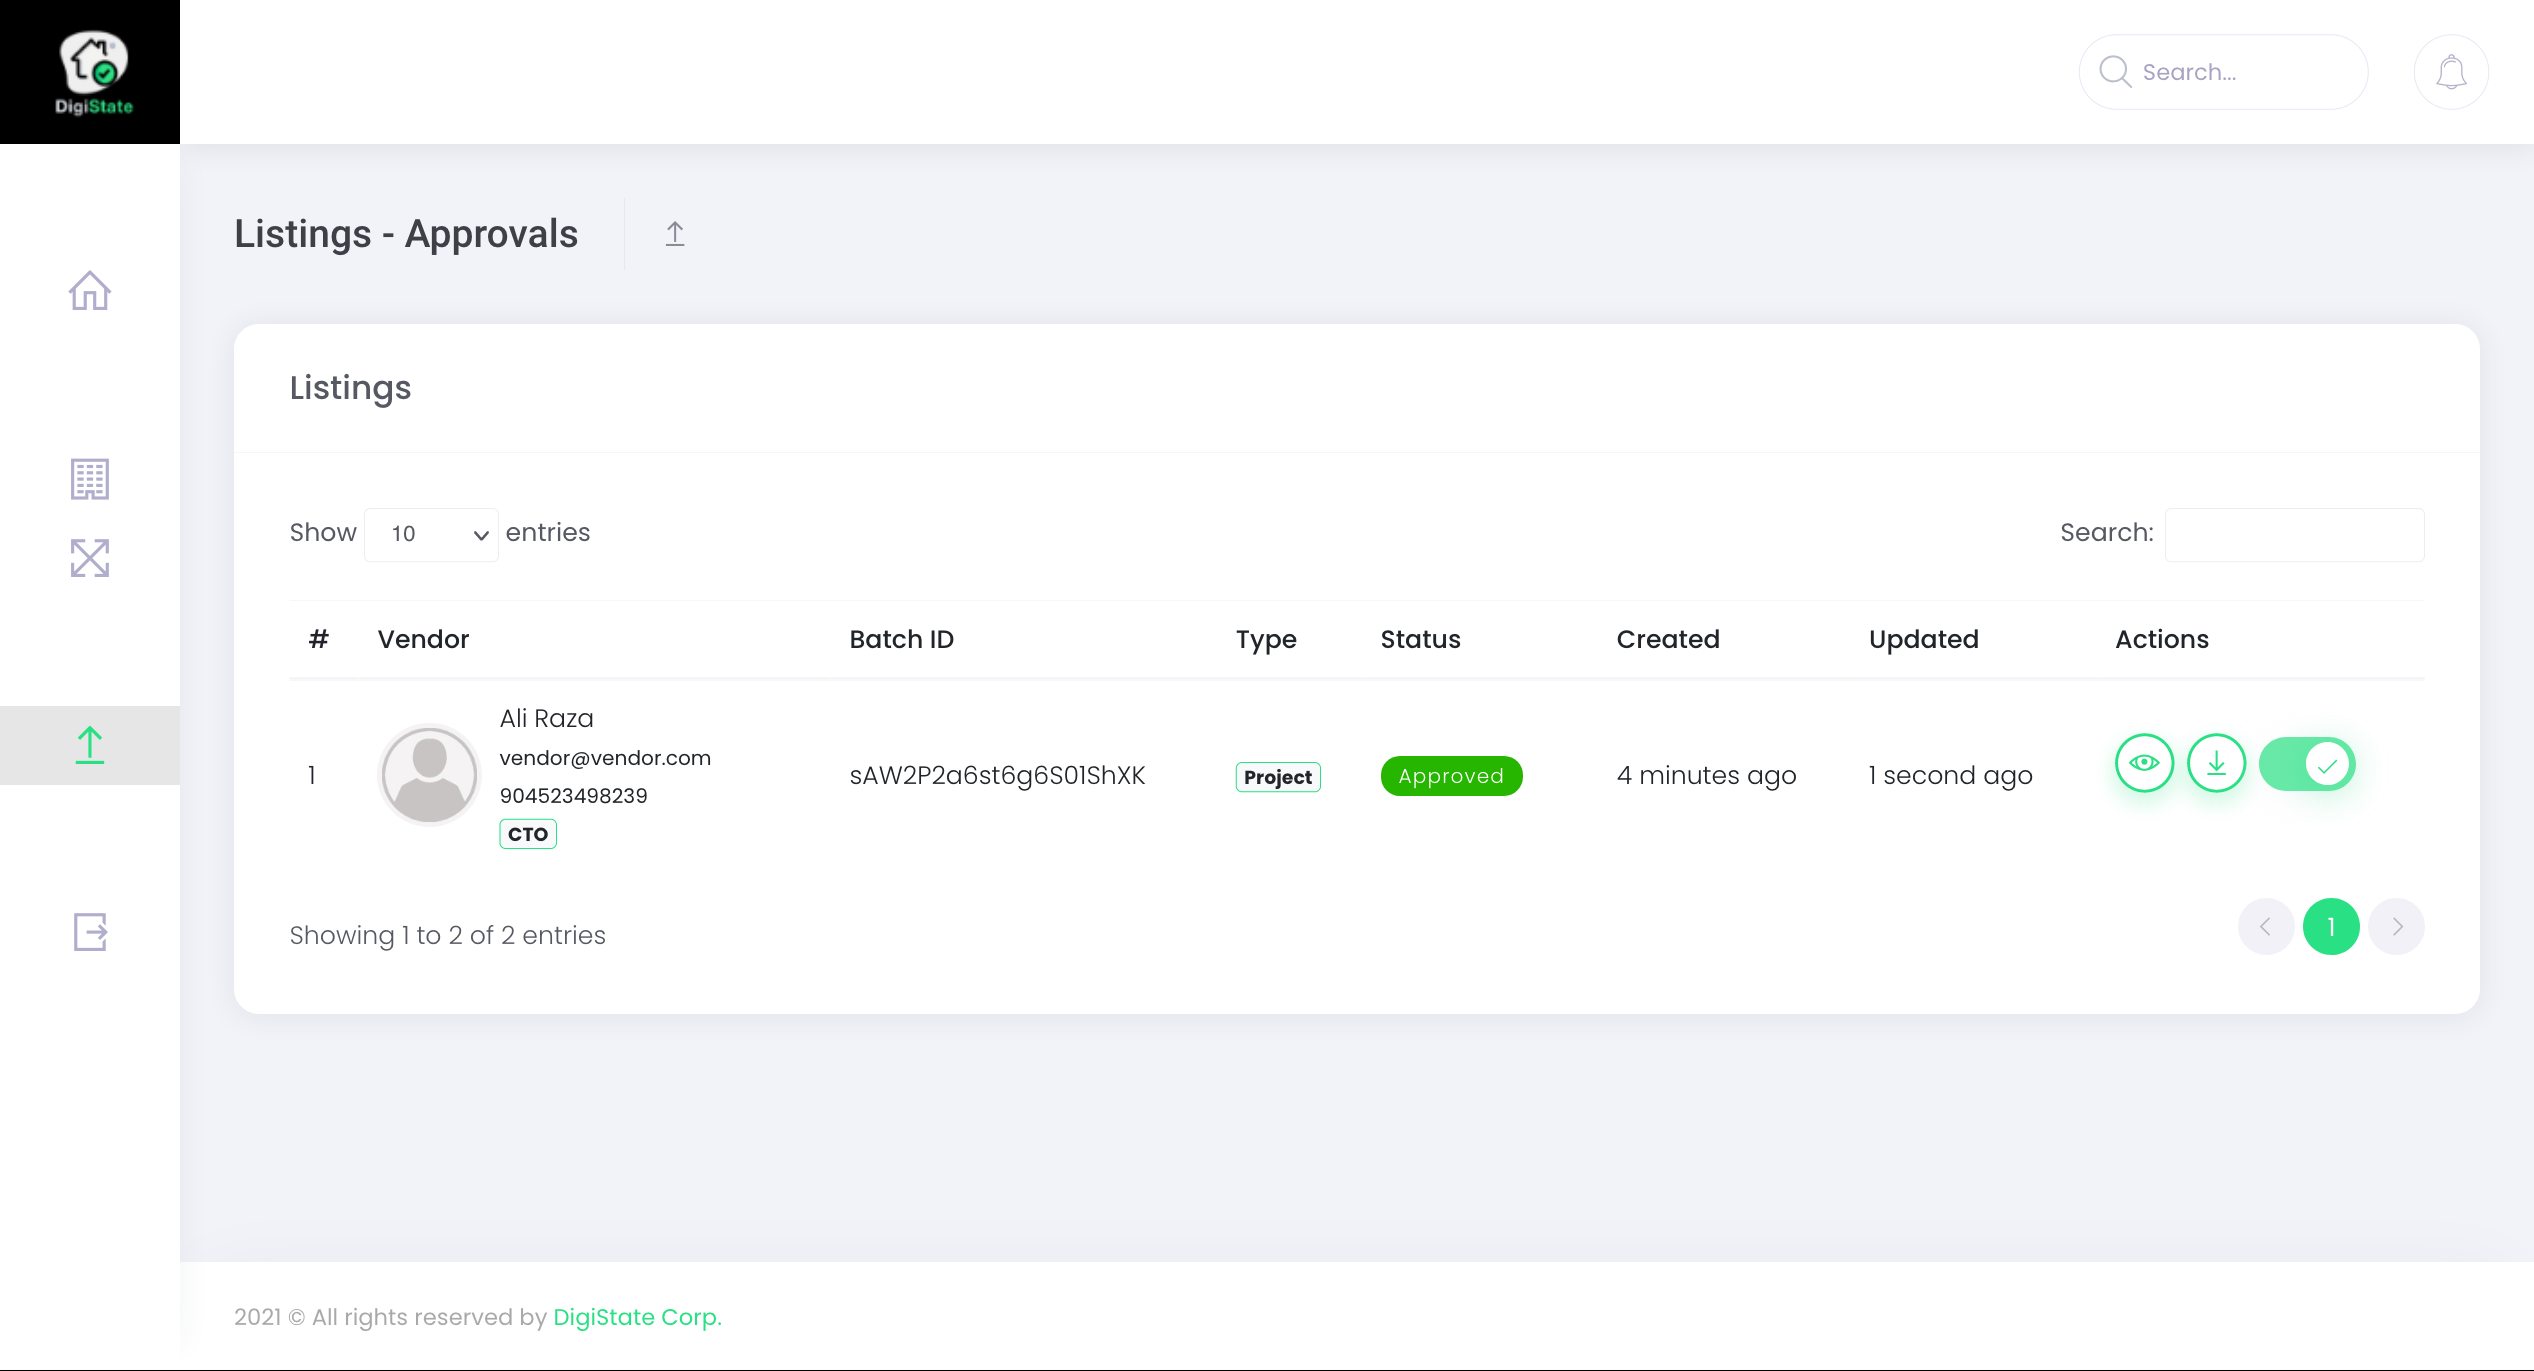 DigiState
Search...
Listings - Approvals
Listings
Show 10 entries
Search:
# Vendor Batch ID Type Status Created Updated Actions
Ali Raza
vendor@vendor.com
1 sAW2P2a6st6g6S01ShXK Project Approved 4 minutes ago 1 second ago
904523498239
CTO
Showing 1 to 2 of 2 entries
1
2021 © All rights reserved by DigiState Corp.